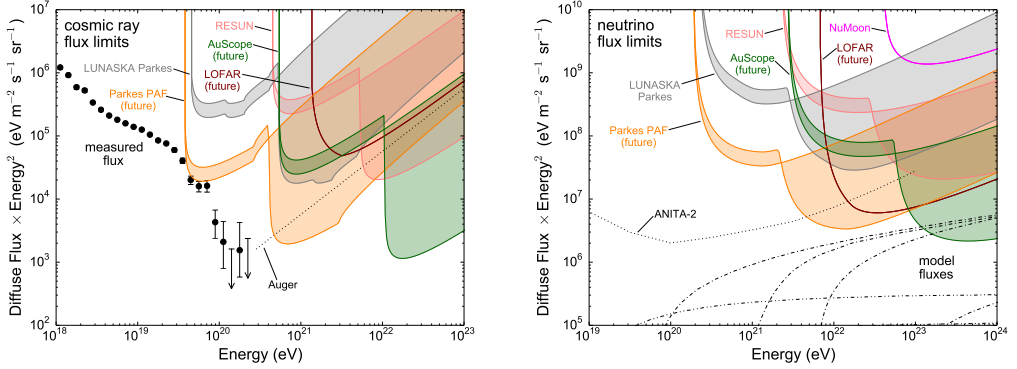 cosmic ray
flux limits
RESUN
AuScope
(future)
LUNASKA Parkes
LOFAR
(future)
Parkes PAF
(future)
measured
flux
Auger
Diffuse Flux × Energy² (eV m⁻² s⁻¹ sr⁻¹)
10⁷
10⁶
10⁵
10⁴
10³
10²
10¹⁸ 10¹⁹ 10²⁰ 10²¹ 10²² 10²³
Energy (eV)
neutrino
flux limits
RESUN
NuMoon
AuScope
(future)
LOFAR
(future)
LUNASKA
Parkes
Parkes PAF
(future)
ANITA-2
model
fluxes
Diffuse Flux × Energy² (eV m⁻² s⁻¹ sr⁻¹)
10¹⁰
10⁹
10⁸
10⁷
10⁶
10⁵
10¹⁹ 10²⁰ 10²¹ 10²² 10²³ 10²⁴
Energy (eV)